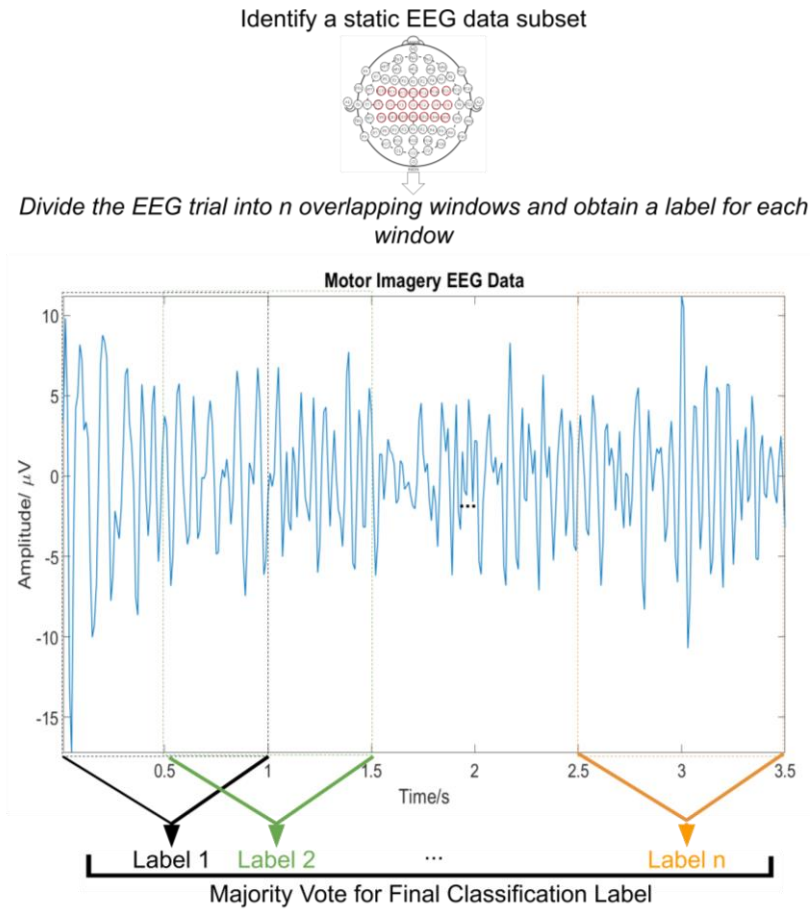 Identify a static EEG data subset
Divide the EEG trial into n overlapping windows and obtain a label for each
window
Motor Imagery EEG Data
10
5
0
-5
-10
-15
Amplitude/ μV
...
0.5
1
1.5
2
2.5
3
3.5
Time/s
Label 1
Label 2
...
Label n
Majority Vote for Final Classification Label